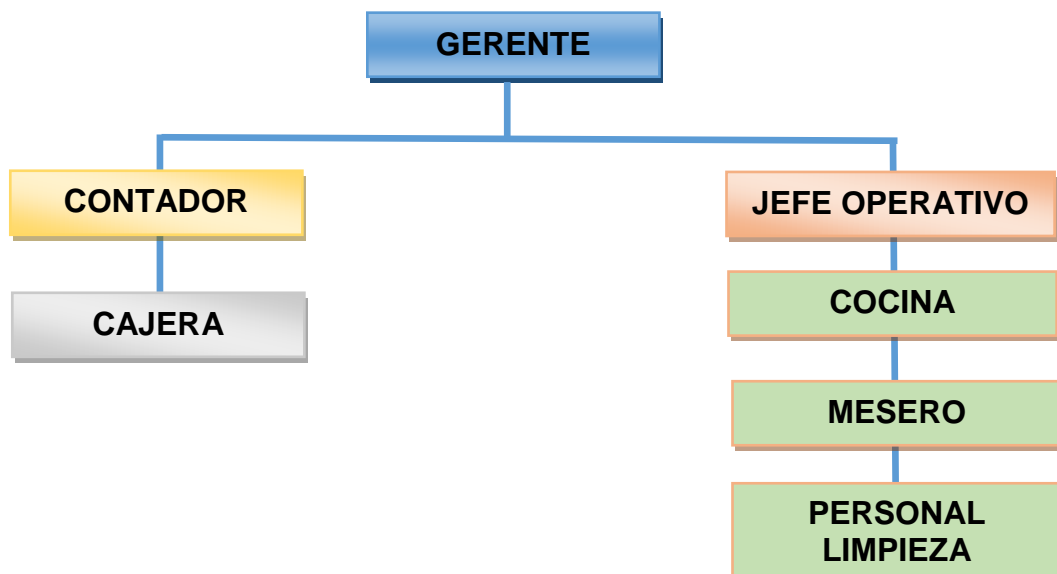 GERENTE
CONTADOR
JEFE OPERATIVO
CAJERA
COCINA
MESERO
PERSONAL
LIMPIEZA